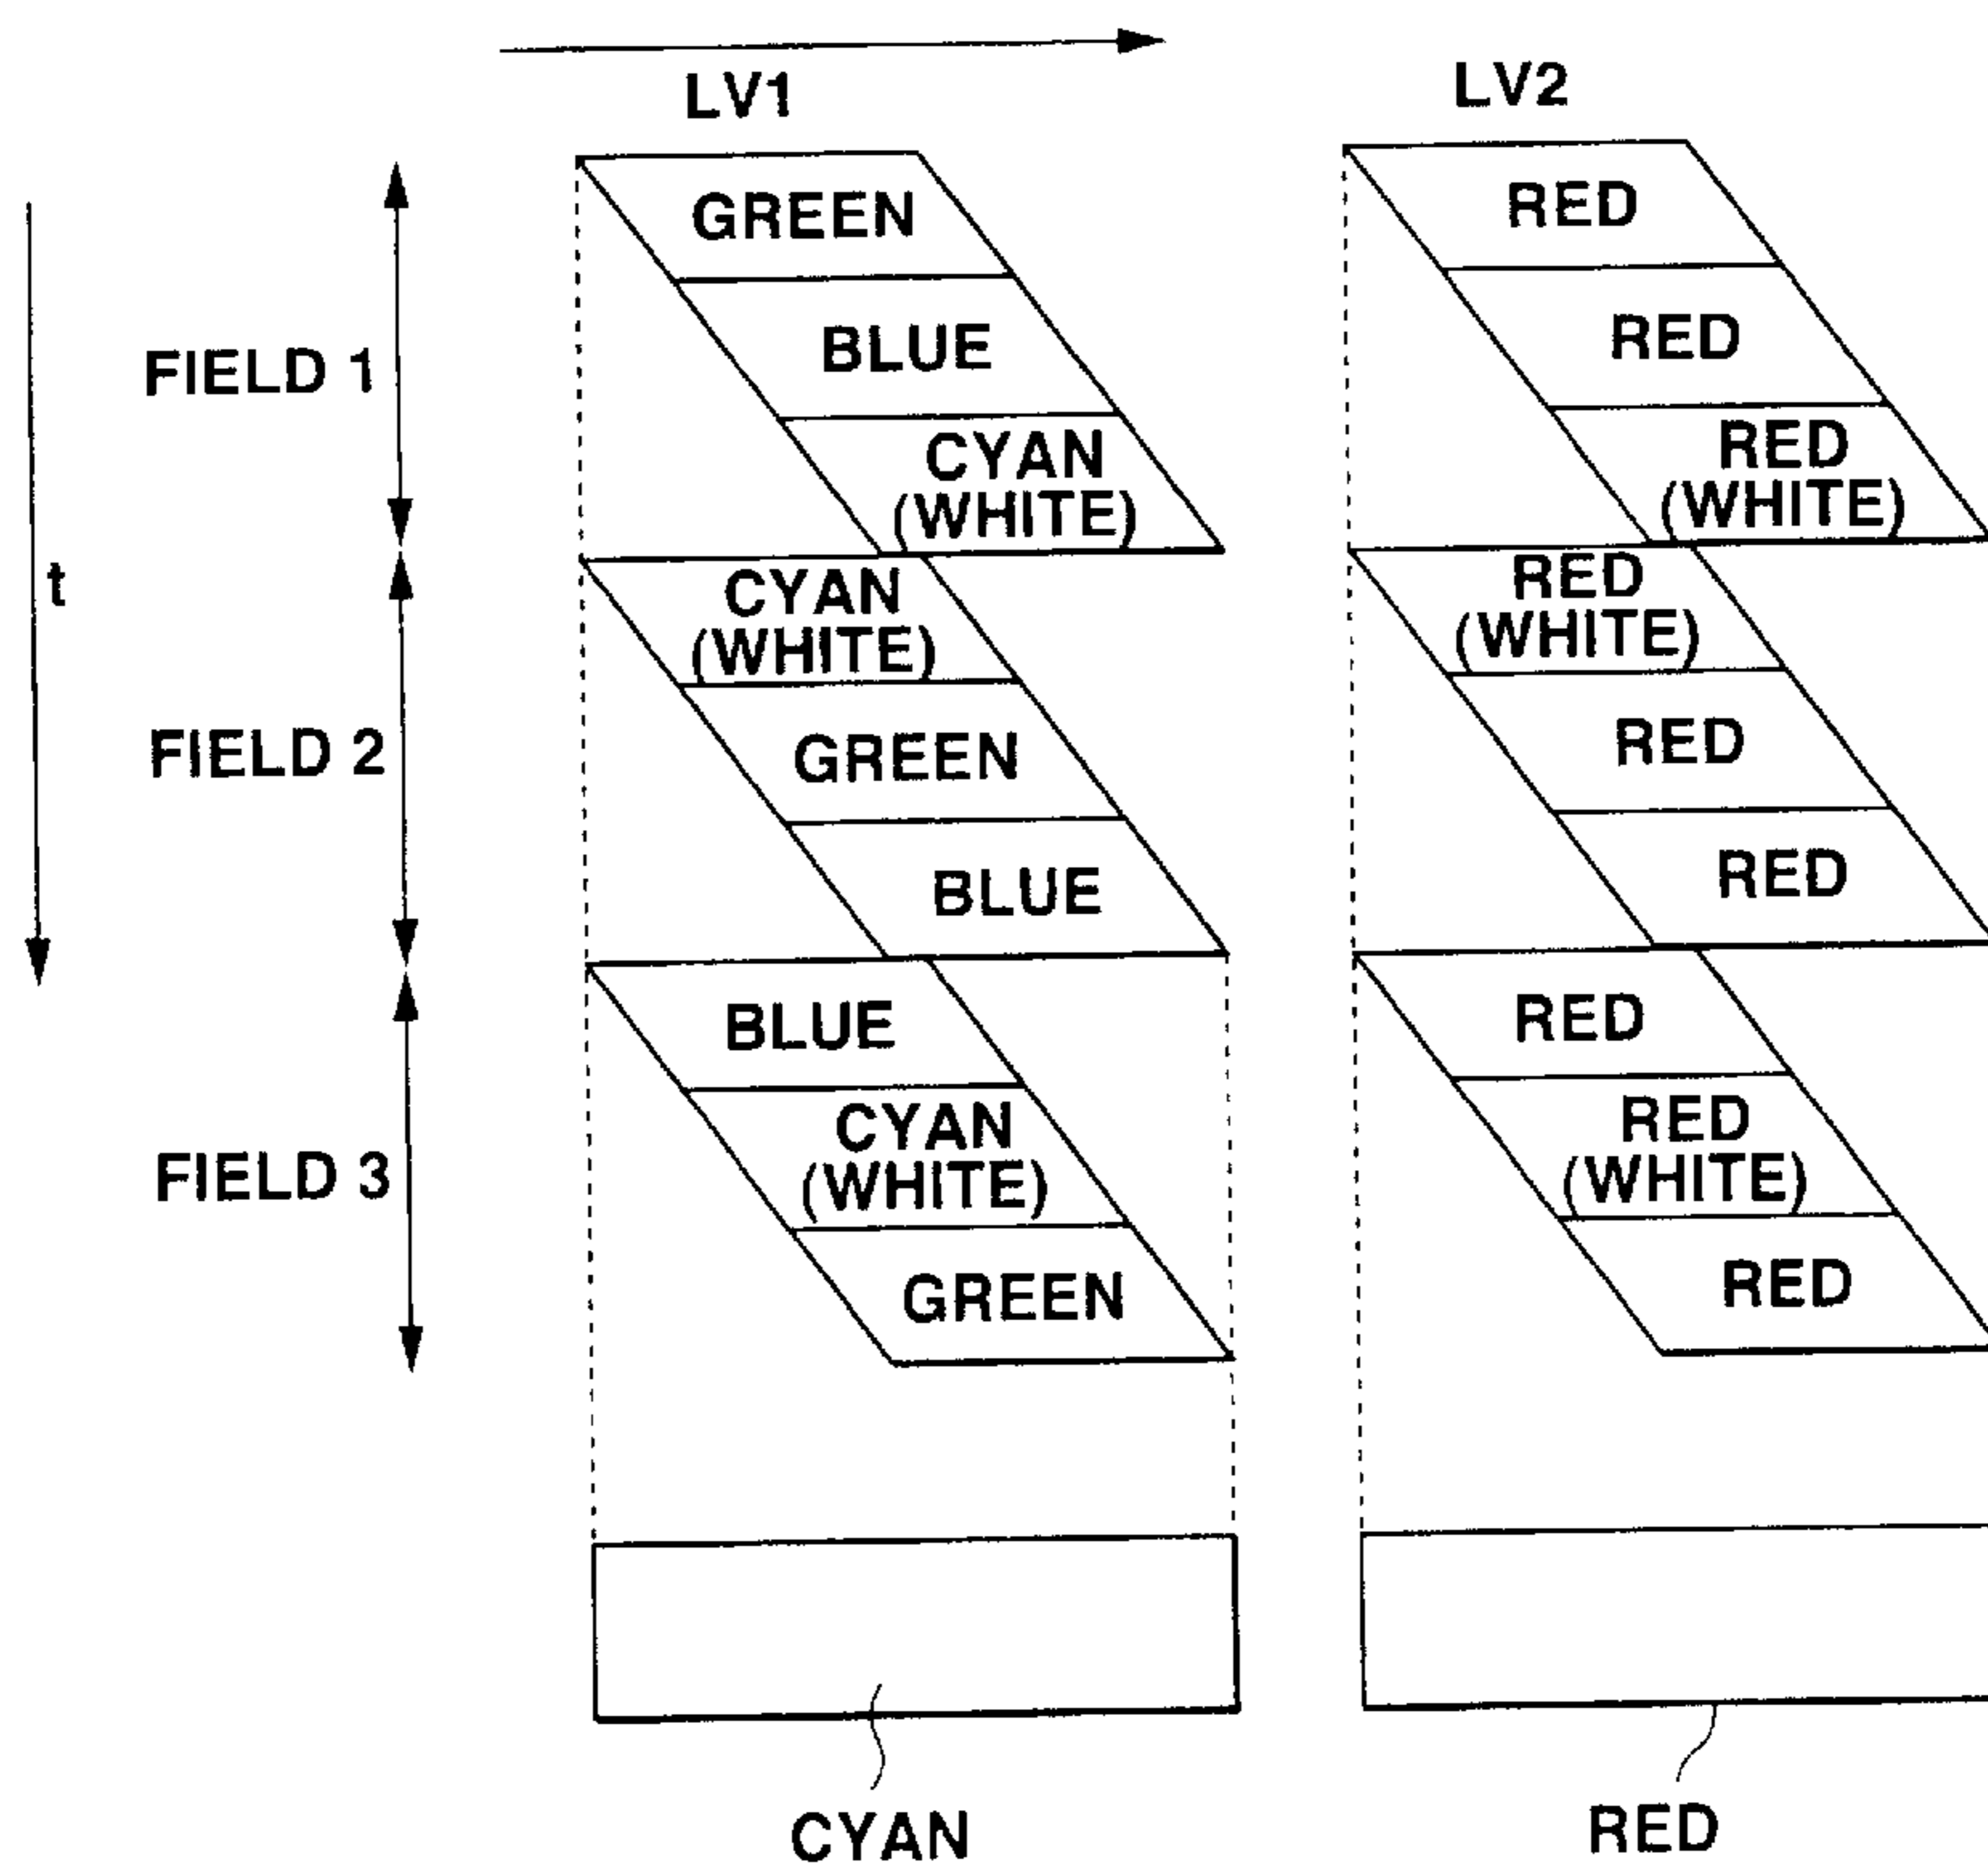 LV1
LV2
GREEN
RED
BLUE
RED
FIELD 1
CYAN
(WHITE)
RED
(WHITE)
t
CYAN
(WHITE)
RED
(WHITE)
FIELD 2
GREEN
RED
BLUE
RED
BLUE
RED
FIELD 3
CYAN
(WHITE)
RED
(WHITE)
GREEN
RED
CYAN
RED